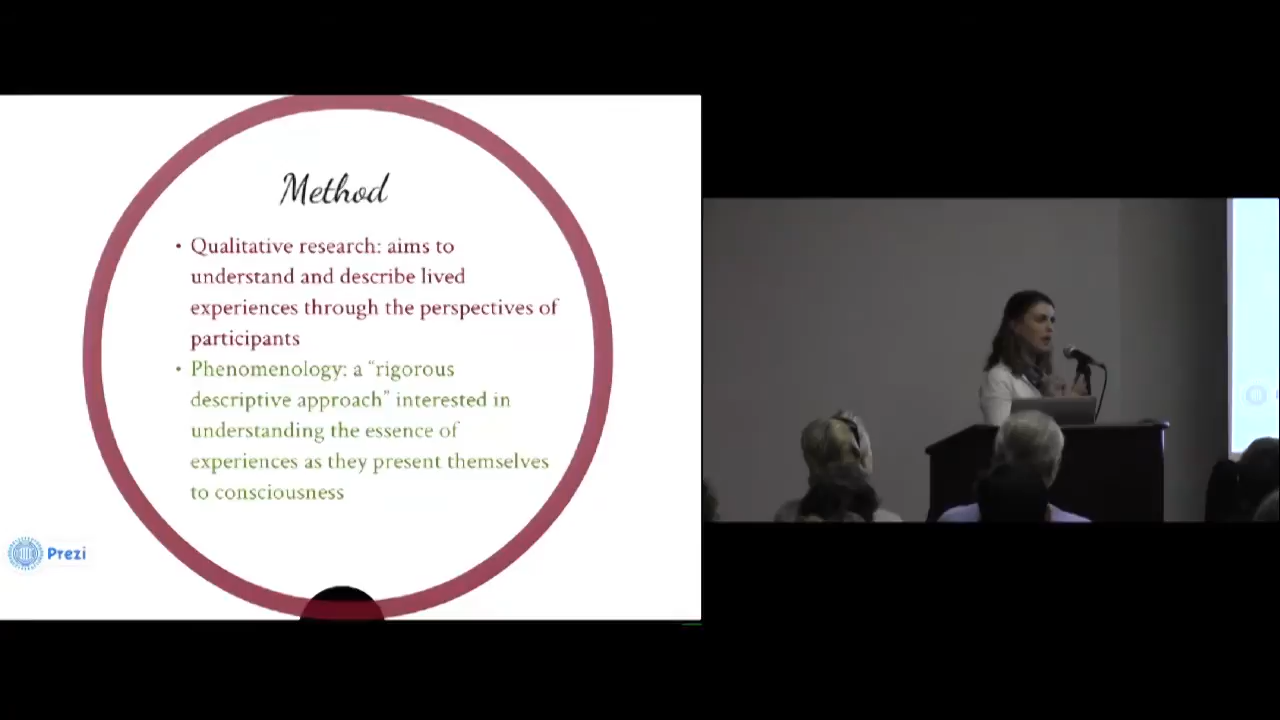 Method
• Qualitative research: aims to
understand and describe lived
experiences through the perspectives of
participants
• Phenomenology: a “rigorous
descriptive approach” interested in
understanding the essence of
experiences as they present themselves
to consciousness
Prezi